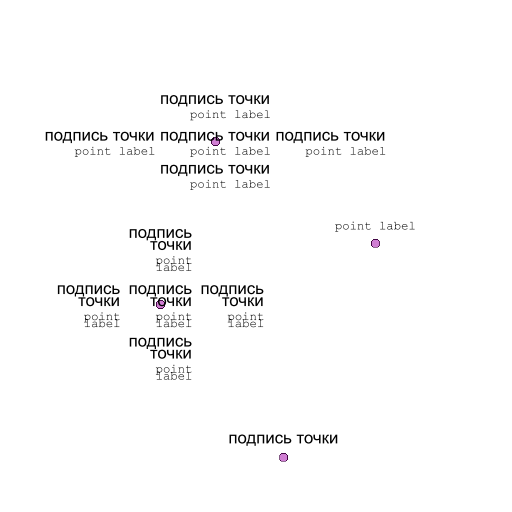 подпись точки
point label
подпись точки подпись точки подпись точки
point label point label point label
подпись точки
point label
point label
подпись
точки
point
label
подпись подпись подпись
точки точки точки
point point point
label label label
подпись
точки
point
label
подпись точки